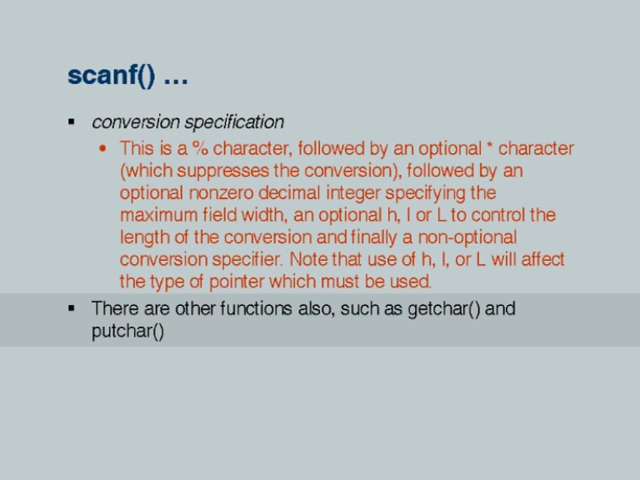 scanf() …
▪ conversion specification
• This is a % character, followed by an optional * character
(which suppresses the conversion), followed by an
optional nonzero decimal integer specifying the
maximum field width, an optional h, l or L to control the
length of the conversion and finally a non-optional
conversion specifier. Note that use of h, l, or L will affect
the type of pointer which must be used.
▪ There are other functions also, such as getchar() and
putchar()